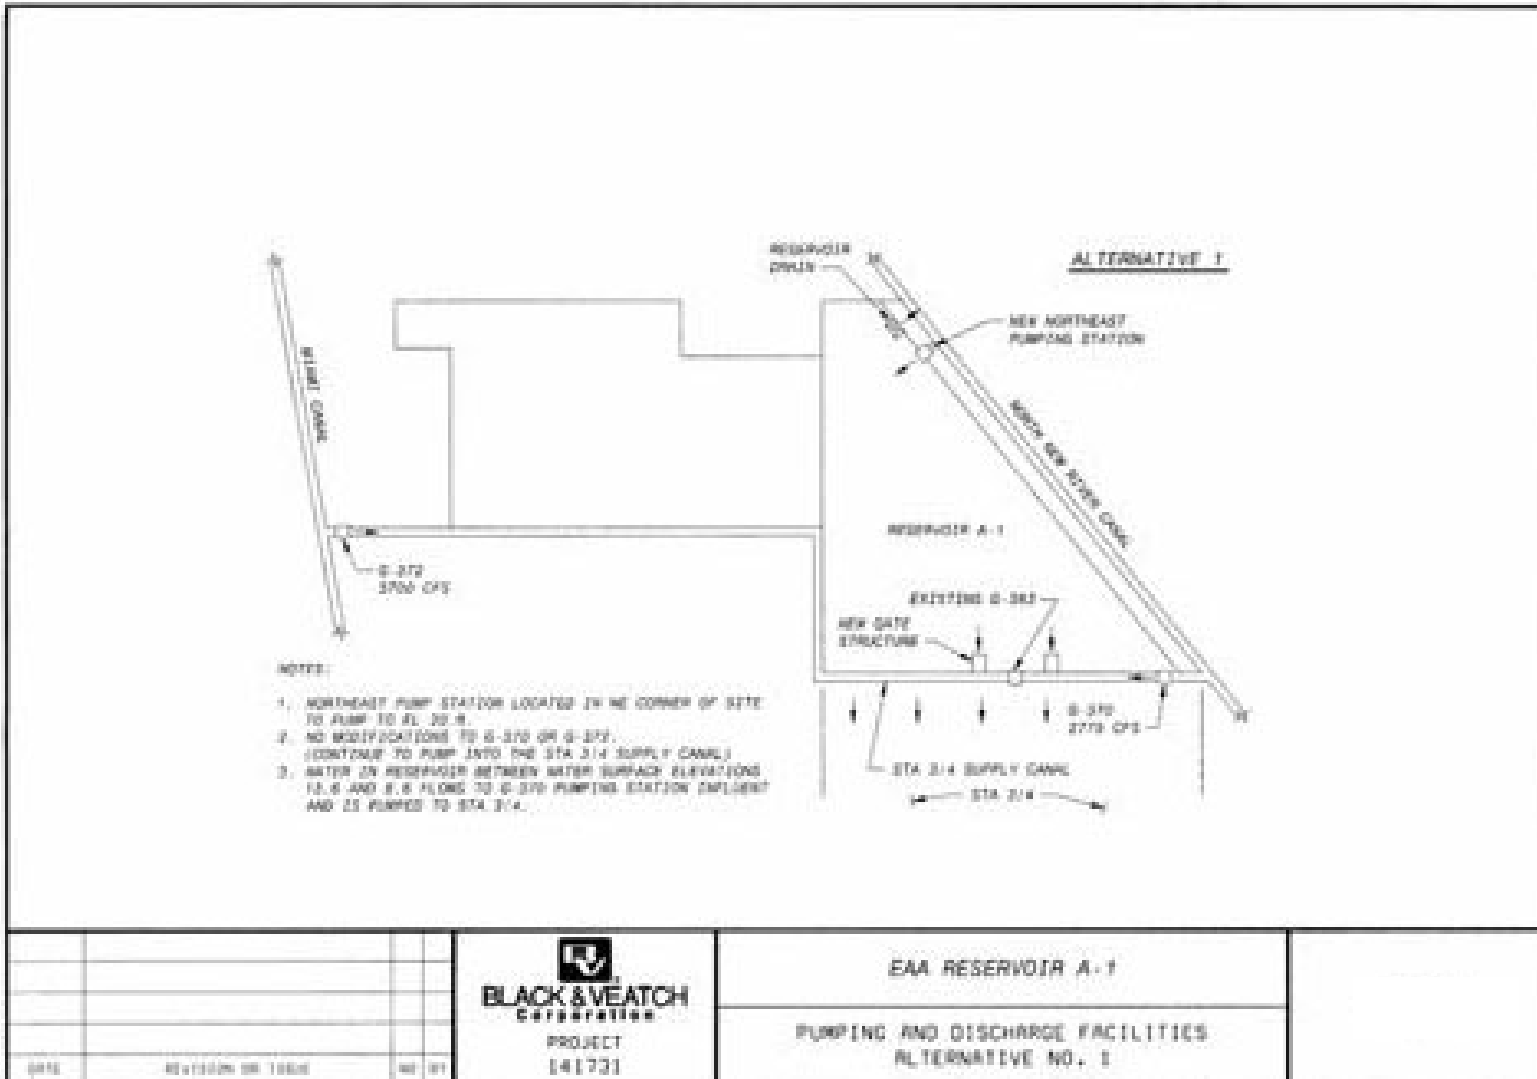 RESERVOIR
DRAIN
ALTERNATIVE 1
NEW NORTHEAST
PUMPING STATION
MIAMI CANAL
NORTH NEW RIVER CANAL
RESERVOIR A-1
G-372
3700 CFS
EXISTING G-383
NEW GATE
STRUCTURE
G-370
2775 CFS
STA 3/4 SUPPLY CANAL
STA 3/4
NOTES:
1. NORTHEAST PUMP STATION LOCATED IN NE CORNER OF SITE
TO PUMP TO EL
2. NO MODIFICATIONS TO G-370 OR G-372.
(CONTINUE TO PUMP INTO THE STA 3/4 SUPPLY CANAL)
3. WATER IN RESERVOIR BETWEEN WATER SURFACE ELEVATIONS
AND FLOWS TO G-370 PUMPING STATION INFLUENT
AND IS PUMPED TO STA 3/4.
DATE
REVISION OR ISSUE
NO
BY
BLACK & VEATCH
Corporation
PROJECT
141731
EAA RESERVOIR A-1
PUMPING AND DISCHARGE FACILITIES
ALTERNATIVE NO. 1